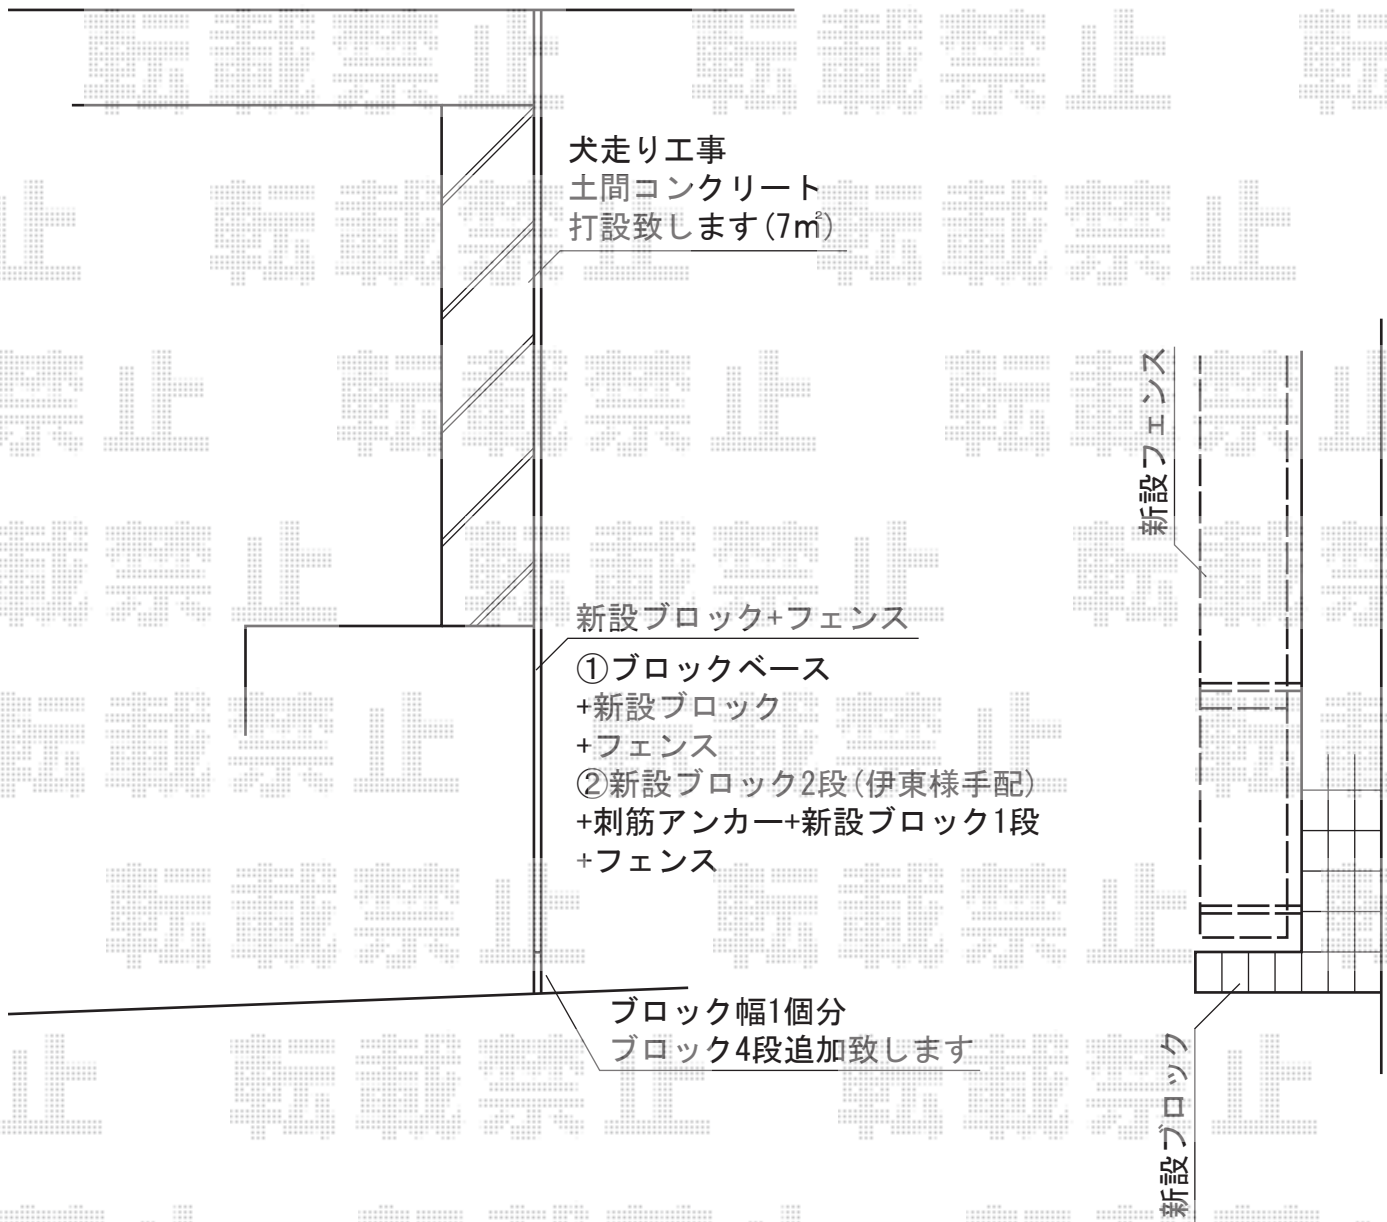 犬走り工事
土間コンクリート
打設致します(7㎡)
新設フェンス
新設ブロック+フェンス
①ブロックベース
+新設ブロック
+フェンス
②新設ブロック2段(伊東様手配)
+刺筋アンカー+新設ブロック1段
+フェンス
ブロック幅1個分
ブロック4段追加致します
新設ブロック
転載禁止